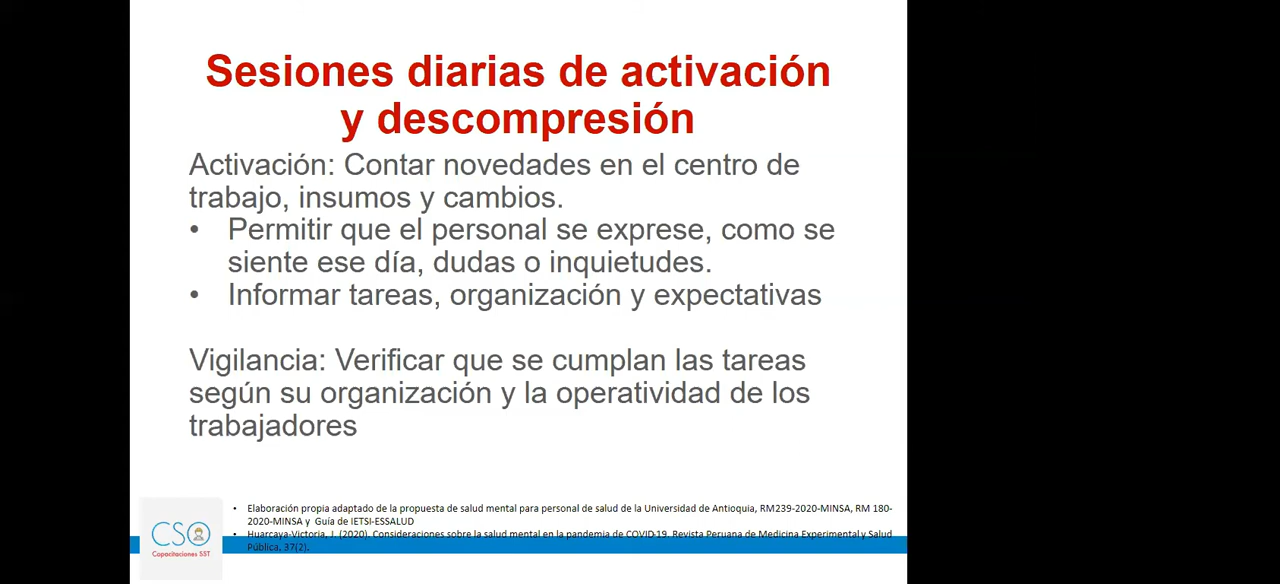 Sesiones diarias de activación
y descompresión
Activación: Contar novedades en el centro de
trabajo, insumos y cambios.
• Permitir que el personal se exprese, como se
siente ese día, dudas o inquietudes.
• Informar tareas, organización y expectativas
Vigilancia: Verificar que se cumplan las tareas
según su organización y la operatividad de los
trabajadores
• Elaboración propia adaptado de la propuesta de salud mental para personal de salud de la Universidad de Antioquia, RM239-2020-MINSA, RM 180-
2020-MINSA y Guía de IETSI-ESSALUD
• Huarcaya-Victoria, J. (2020). Consideraciones sobre la salud mental en la pandemia de COVID-19. Revista Peruana de Medicina Experimental y Salud
Pública, 37(2).
CSO
Capacitaciones SST